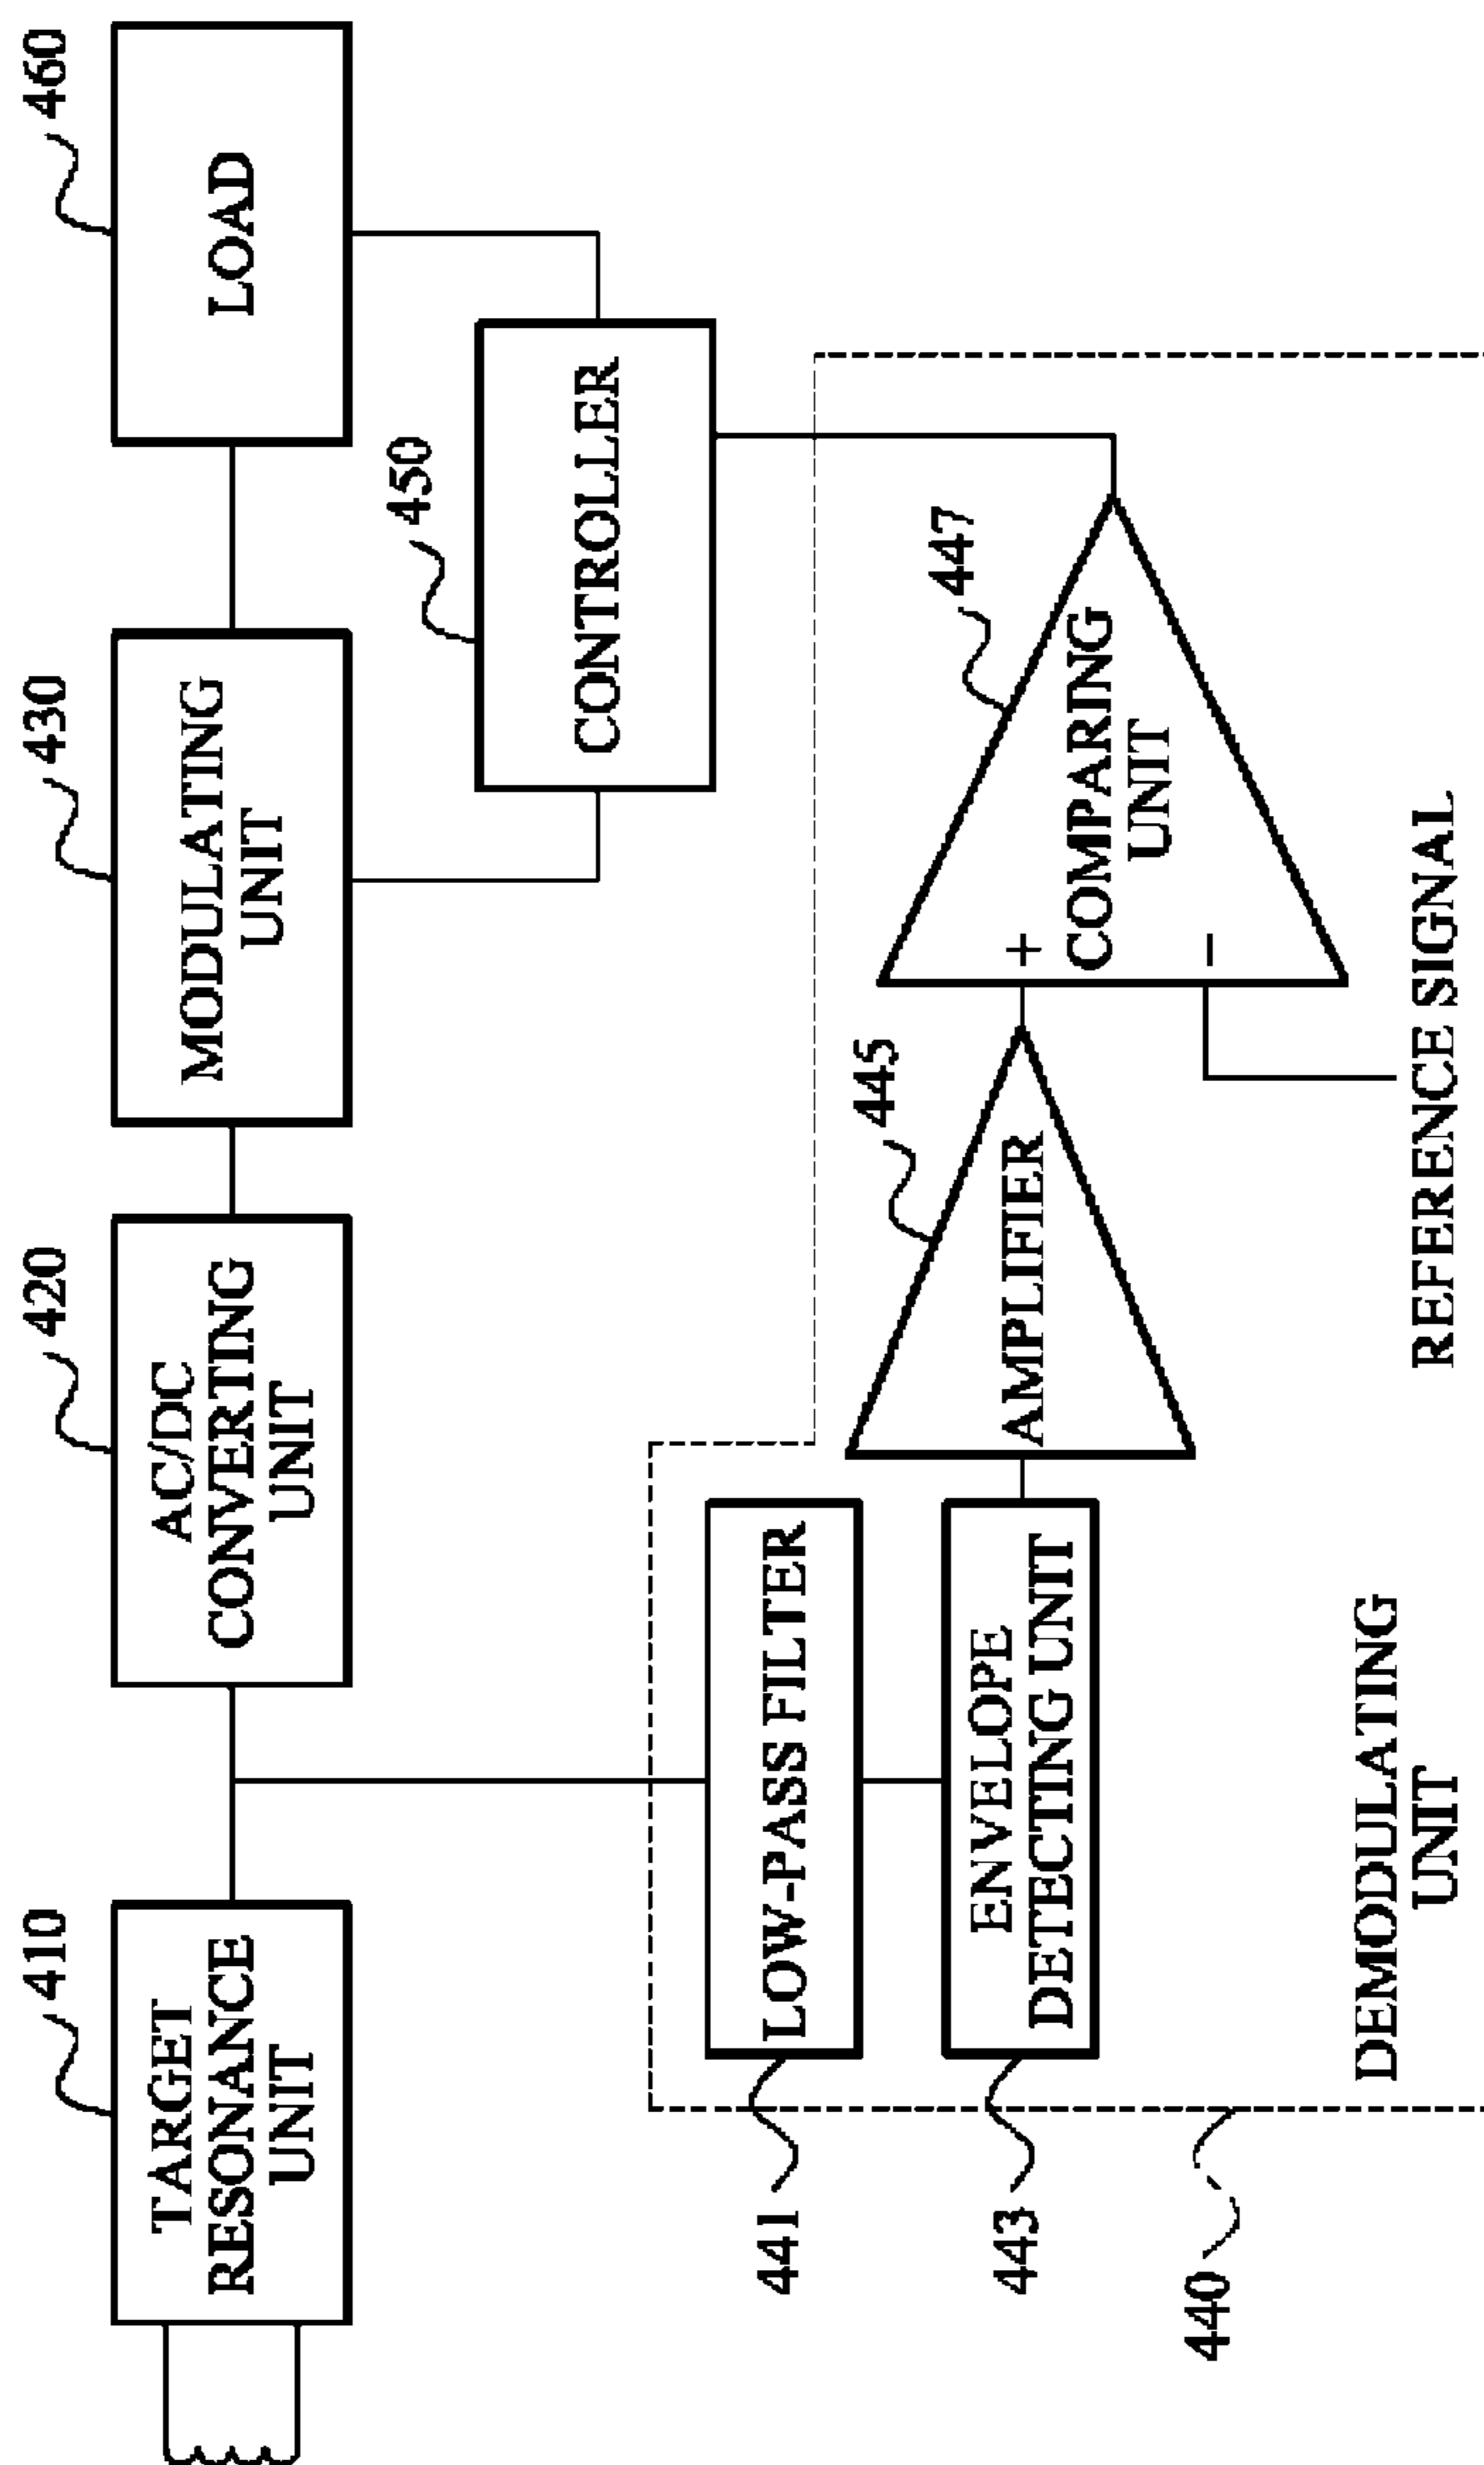 410
TARGET
RESONANCE
UNIT
420
AC/DC
CONVERTING
UNIT
430
MODULATING
UNIT
460
LOAD
450
CONTROLLER
441
LOW-PASS FILTER
443
ENVELOPE
DETECTING UNIT
445
AMPLIFIER
447
+
COMPARING
UNIT
−
440
DEMODULATING
UNIT
REFERENCE SIGNAL